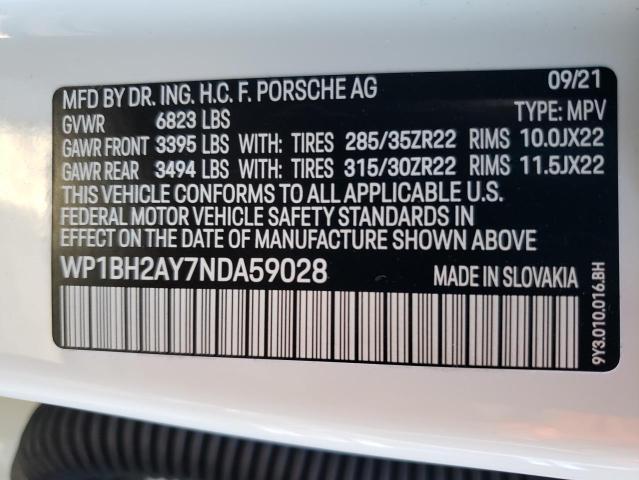 MFD BY DR. ING. H.C. F. PORSCHE AG 09/21
GVWR 6823 LBS TYPE: MPV
GAWR FRONT 3395 LBS WITH: TIRES 285/35ZR22 RIMS 10.0JX22
GAWR REAR 3494 LBS WITH: TIRES 315/30ZR22 RIMS 11.5JX22
THIS VEHICLE CONFORMS TO ALL APPLICABLE U.S.
FEDERAL MOTOR VEHICLE SAFETY STANDARDS IN
EFFECT ON THE DATE OF MANUFACTURE SHOWN ABOVE
WP1BH2AY7NDA59028 MADE IN SLOVAKIA
9Y3.010.016.BH